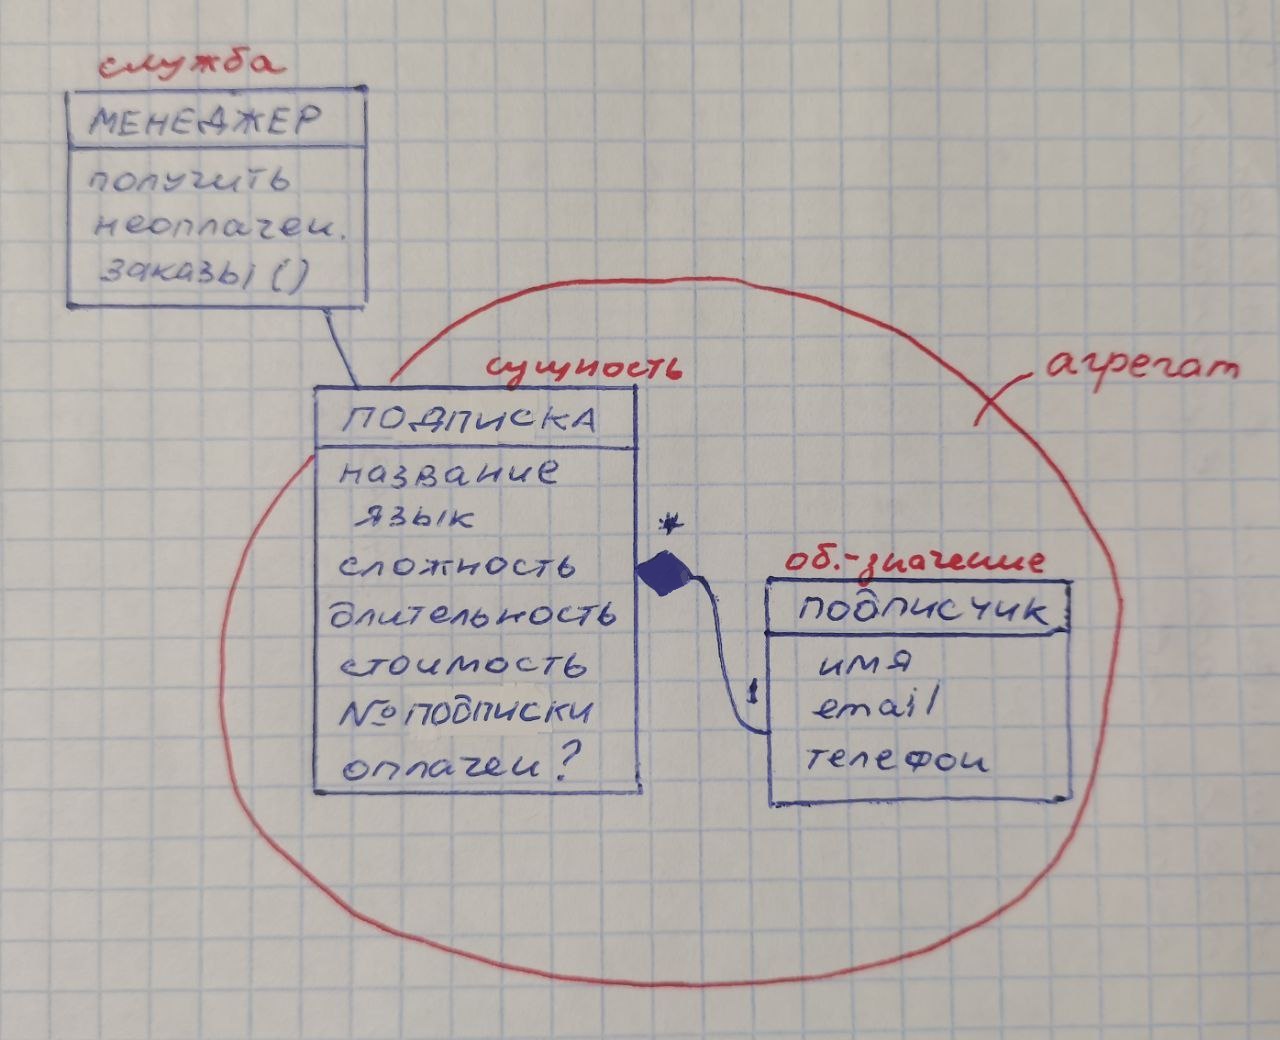 служба
МЕНЕДЖЕР
получить
неоплачен.
заказы()
сущность
агрегат
ПОДПИСКА
название
язык
сложность
длительность
стоимость
№ подписки
оплачен?
*
1
об.-значение
подписчик
имя
email
телефон